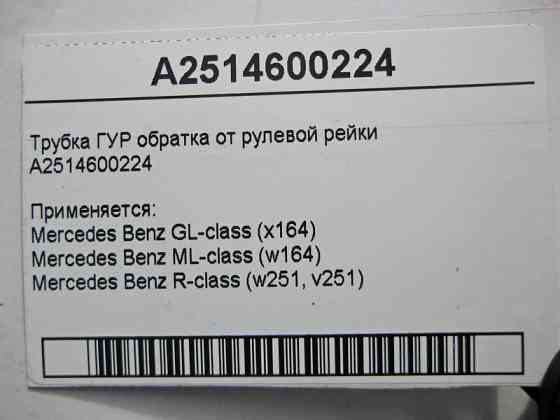 A2514600224
Трубка ГУР обратка от рулевой рейки
A2514600224
Применяется:
Mercedes Benz GL-class (x164)
Mercedes Benz ML-class (w164)
Mercedes Benz R-class (w251, v251)